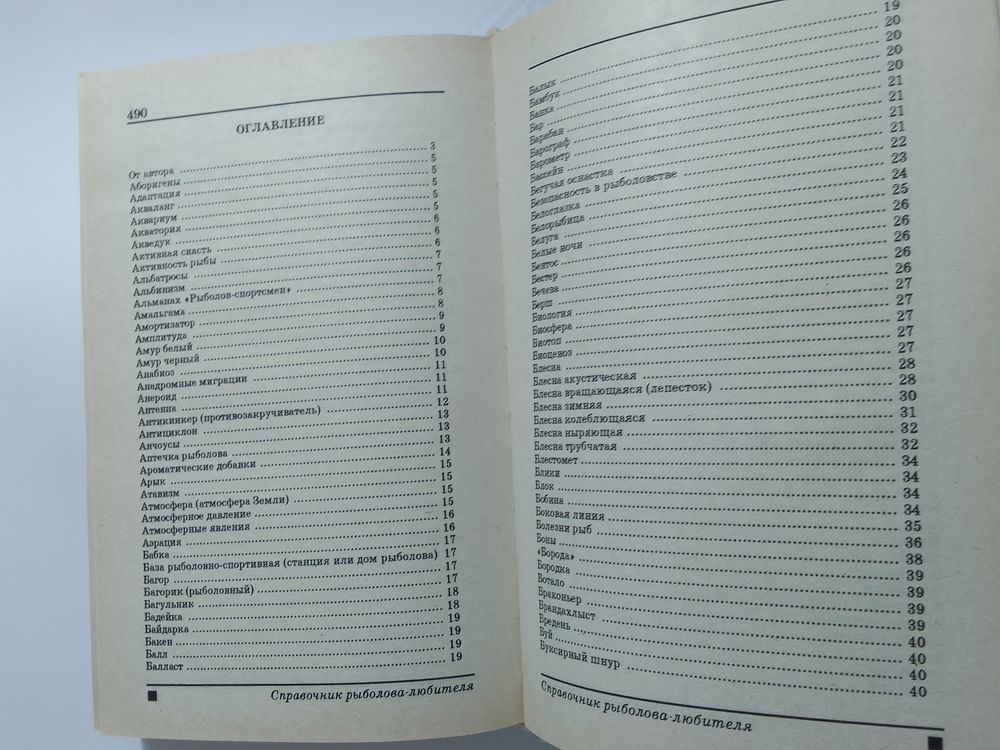 490
ОГЛАВЛЕНИЕ
От автора ........ 3
Аборигены ........ 5
Адаптация ........ 5
Акваланг ........ 5
Аквариум ........ 5
Акватория ........ 5
Акведук ........ 6
Активная снасть ........ 6
Активность рыбы ........ 6
Альбатросы ........ 7
Альбинизм ........ 7
Альманах «Рыболов-спортсмен» ........ 7
Амальгама ........ 8
Амортизатор ........ 8
Амплитуда ........ 9
Амур белый ........ 9
Амур черный ........ 10
Анабиоз ........ 10
Анадромные миграции ........ 11
Анероид ........ 11
Антенна ........ 11
Антикинкер (противозакручиватель) ........ 12
Антициклон ........ 13
Анчоусы ........ 13
Аптечка рыболова ........ 13
Ароматические добавки ........ 14
Арык ........ 15
Атавизм ........ 15
Атмосфера (атмосфера Земли) ........ 15
Атмосферное давление ........ 15
Атмосферные явления ........ 16
Аэрация ........ 16
Бабка ........ 17
База рыболовно-спортивная (станция или дом рыболова) 17
Багор ........ 17
Багорик (рыболовный) ........ 17
Багульник ........ 18
Бадейка ........ 18
Байдарка ........ 19
Бакен ........ 19
Балл ........ 19
Балласт ........ 19
Справочник рыболова-любителя
Балык ........ 19
Бамбук ........ 20
Банка ........ 20
Бар ........ 20
Барабан ........ 20
Барограф ........ 21
Барометр ........ 21
Бассейн ........ 21
Бегучая оснастка ........ 21
Безопасность в рыболовстве ........ 22
Белоглазка ........ 23
Белорыбица ........ 24
Белуга ........ 25
Белые ночи ........ 26
Бентос ........ 26
Бестер ........ 26
Бечева ........ 26
Берш ........ 26
Биология ........ 27
Биосфера ........ 27
Биотоп ........ 27
Биоценоз ........ 27
Блесна ........ 27
Блесна акустическая ........ 28
Блесна вращающаяся (лепесток) ........ 28
Блесна зимняя ........ 30
Блесна колеблющаяся ........ 31
Блесна ныряющая ........ 32
Блесна трубчатая ........ 32
Блестомет ........ 34
Блики ........ 34
Блок ........ 34
Бобина ........ 34
Боковая линия ........ 35
Болезни рыб ........ 36
Боны ........ 38
«Борода» ........ 39
Бородка ........ 39
Ботало ........ 39
Браконьер ........ 39
Брандахлыст ........ 40
Бредень ........ 40
Буй ........ 40
Буксирный шнур ........ 40
Справочник рыболова-любителя